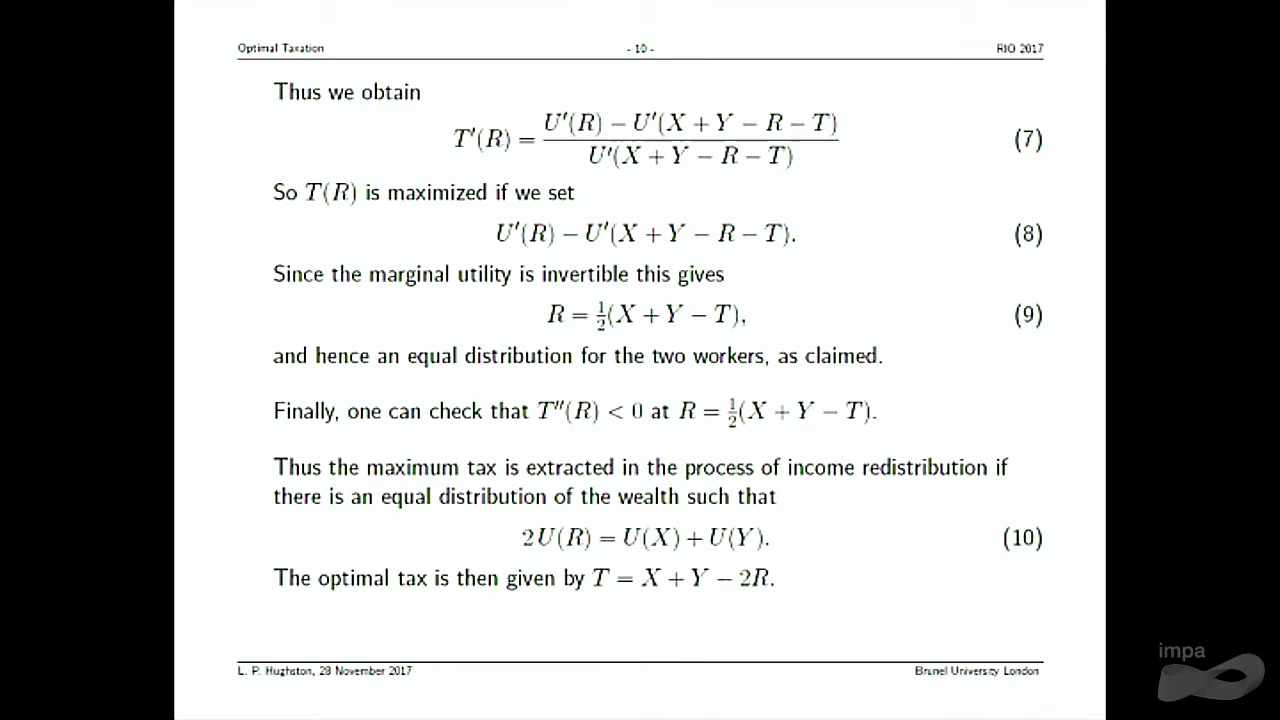 Optimal Taxation - 10 - RIO 2017
Thus we obtain
T′(R) = (U′(R) − U′(X + Y − R − T)) / (U′(X + Y − R − T)) (7)
So T(R) is maximized if we set
U′(R) − U′(X + Y − R − T). (8)
Since the marginal utility is invertible this gives
R = ½(X + Y − T), (9)
and hence an equal distribution for the two workers, as claimed.
Finally, one can check that T″(R) < 0 at R = ½(X + Y − T).
Thus the maximum tax is extracted in the process of income redistribution if
there is an equal distribution of the wealth such that
2U(R) = U(X) + U(Y). (10)
The optimal tax is then given by T = X + Y − 2R.
L. P. Hughston, 28 November 2017 Brunel University London
impa